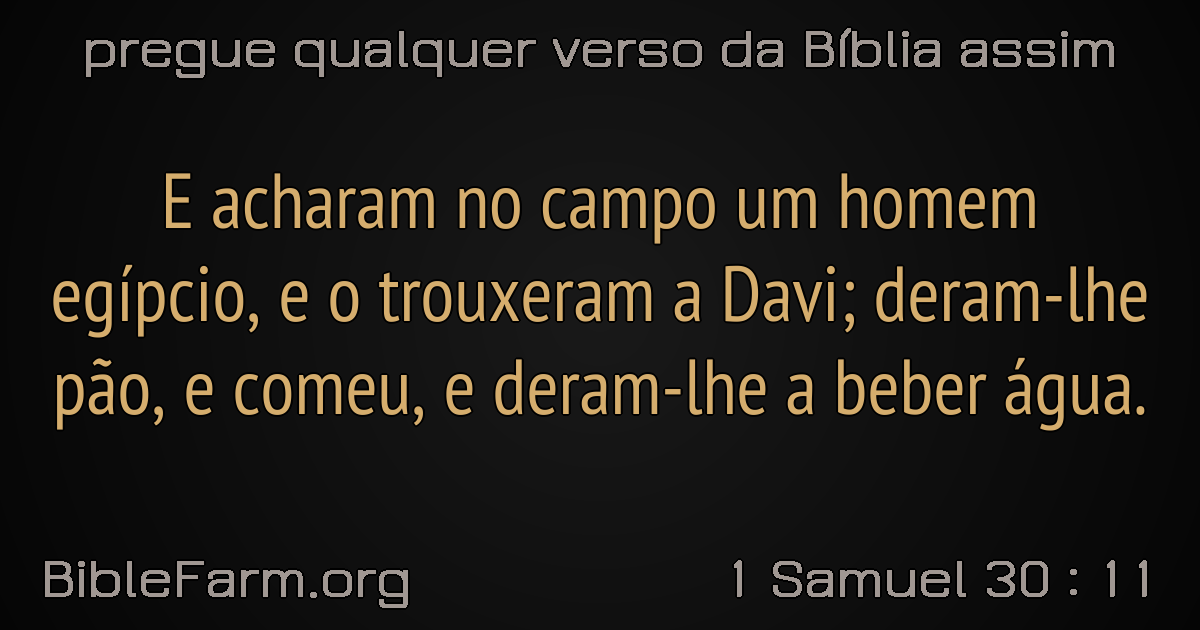 pregue qualquer verso da Bíblia assim
E acharam no campo um homem
egípcio, e o trouxeram a Davi; deram-lhe
pão, e comeu, e deram-lhe a beber água.
BibleFarm.org
1 Samuel 30 : 11